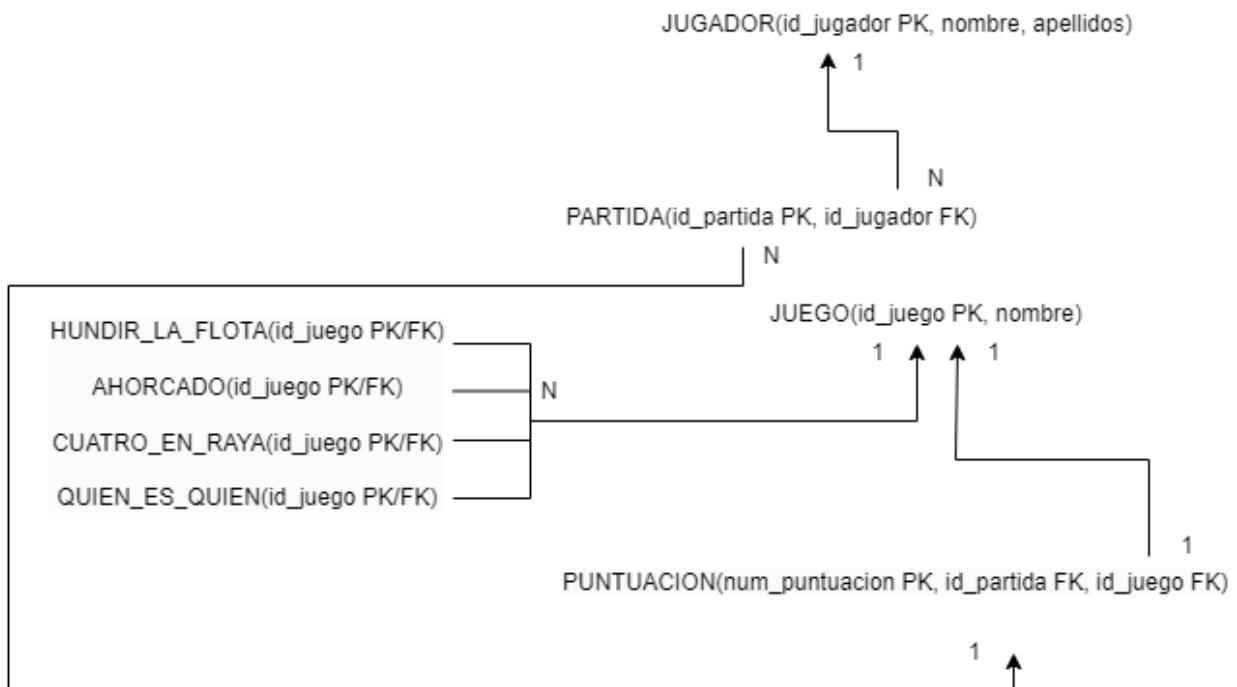 JUGADOR(id_jugador PK, nombre, apellidos)
1
N
PARTIDA(id_partida PK, id_jugador FK)
N
JUEGO(id_juego PK, nombre)
HUNDIR_LA_FLOTA(id_juego PK/FK)
1
1
AHORCADO(id_juego PK/FK)
N
CUATRO_EN_RAYA(id_juego PK/FK)
QUIEN_ES_QUIEN(id_juego PK/FK)
1
PUNTUACION(num_puntuacion PK, id_partida FK, id_juego FK)
1